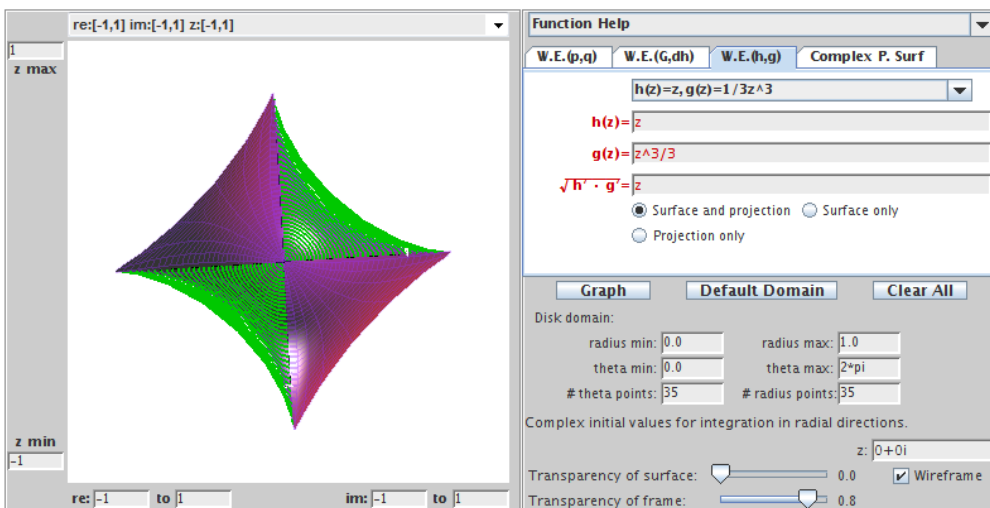 re:[-1,1] im:[-1,1] z:[-1,1]
1
z max
z min
-1
re: -1 to 1 im: -1 to 1
Function Help
W.E.(p,q) W.E.(G,dh) W.E.(h,g) Complex P. Surf
h(z)=z, g(z)=1/3z^3
h(z)= z
g(z)= z^3/3
√h′ · g′= z
Surface and projection Surface only
Projection only
Graph Default Domain Clear All
Disk domain:
radius min: 0.0 radius max: 1.0
theta min: 0.0 theta max: 2*pi
# theta points: 35 # radius points: 35
Complex initial values for integration in radial directions.
z: 0+0i
Transparency of surface: 0.0 Wireframe
Transparency of frame: 0.8